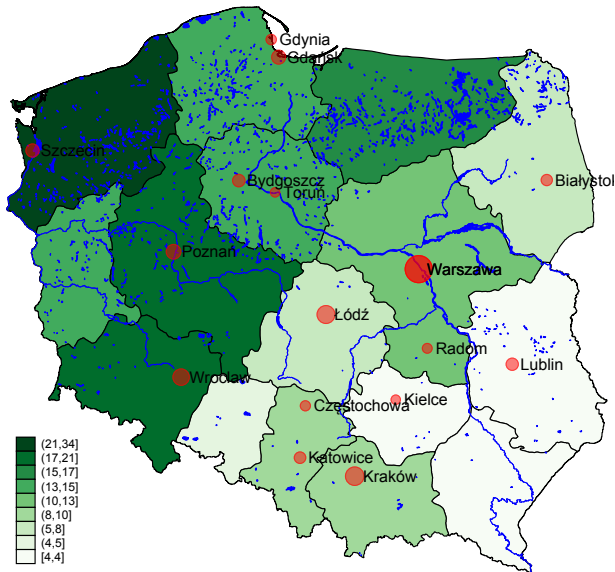 Gdynia
Gdańsk
Szczecin
Bydgoszcz
Białystok
Toruń
Poznań
Warszawa
Łódź
Radom
Lublin
Wrocław
Kielce
Częstochowa
Katowice
Kraków
(21,34]
(17,21]
(15,17]
(13,15]
(10,13]
(8,10]
(5,8]
(4,5]
[4,4]